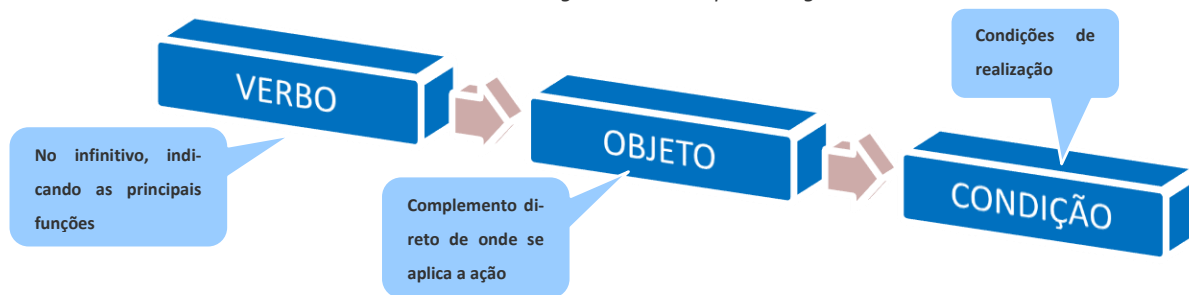 Condições de
realização
VERBO
No infinitivo, indi-
cando as principais
funções
OBJETO
Complemento di-
reto de onde se
aplica a ação
CONDIÇÃO